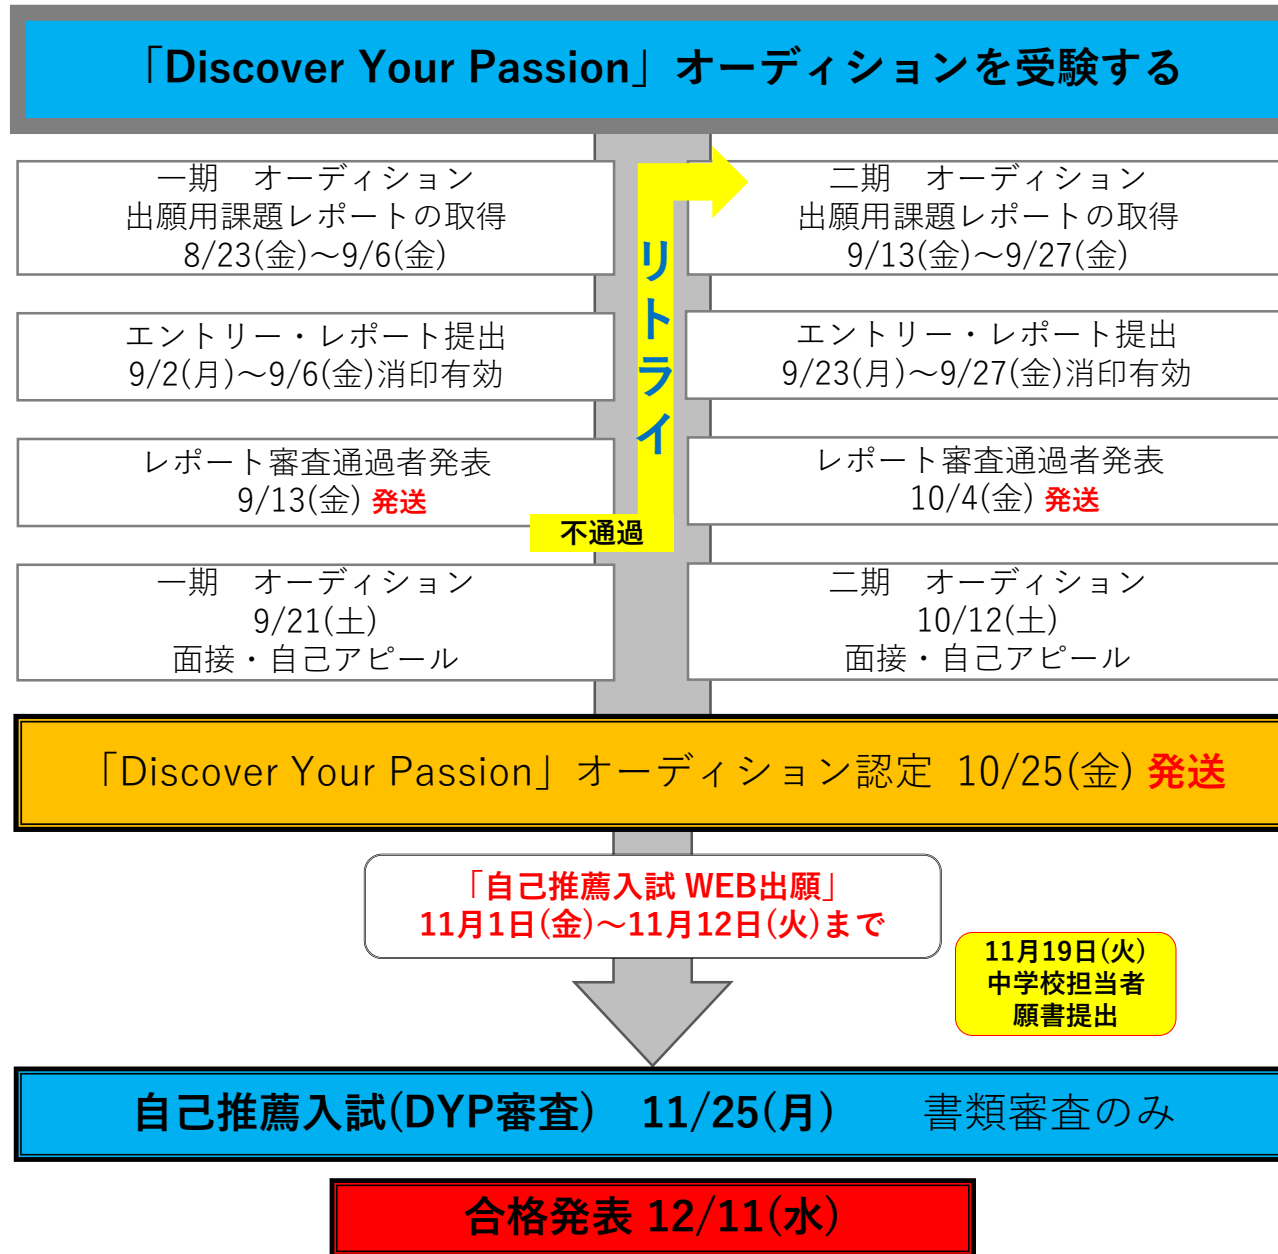 「Discover Your Passion」オーディションを受験する
一期　オーディション
出願用課題レポートの取得
8/23(金)～9/6(金)
エントリー・レポート提出
9/2(月)～9/6(金)消印有効
レポート審査通過者発表
9/13(金) 発送
不通過
一期　オーディション
9/21(土)
面接・自己アピール
リトライ
二期　オーディション
出願用課題レポートの取得
9/13(金)～9/27(金)
エントリー・レポート提出
9/23(月)～9/27(金)消印有効
レポート審査通過者発表
10/4(金) 発送
二期　オーディション
10/12(土)
面接・自己アピール
「Discover Your Passion」オーディション認定 10/25(金) 発送
「自己推薦入試 WEB出願」
11月1日(金)～11月12日(火)まで
11月19日(火)
中学校担当者
願書提出
自己推薦入試(DYP審査)　11/25(月)　　書類審査のみ
合格発表 12/11(水)